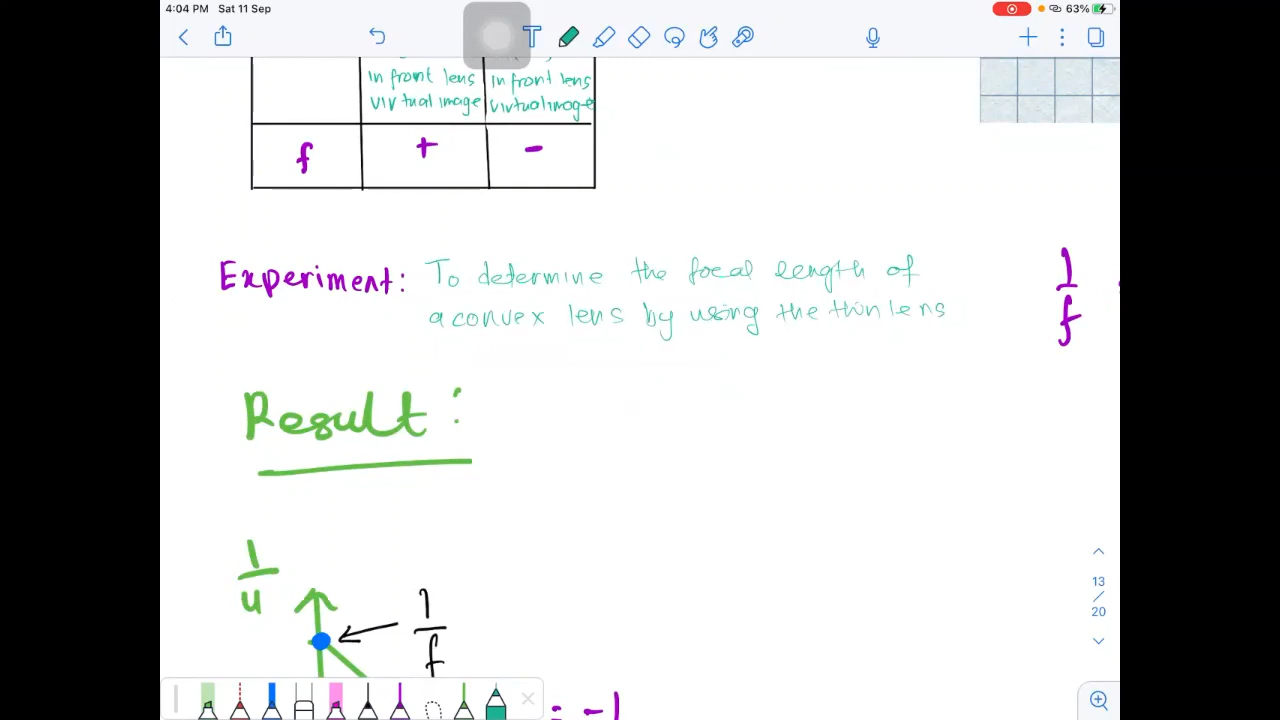 4:04 PM Sat 11 Sep
63%
T
in front lens in front lens
virtual image virtual image
f + -
Experiment: To determine the focal length of
a convex lens by using the thin lens
1
f
Result:
1
u
1
f
= -1
13
/
20